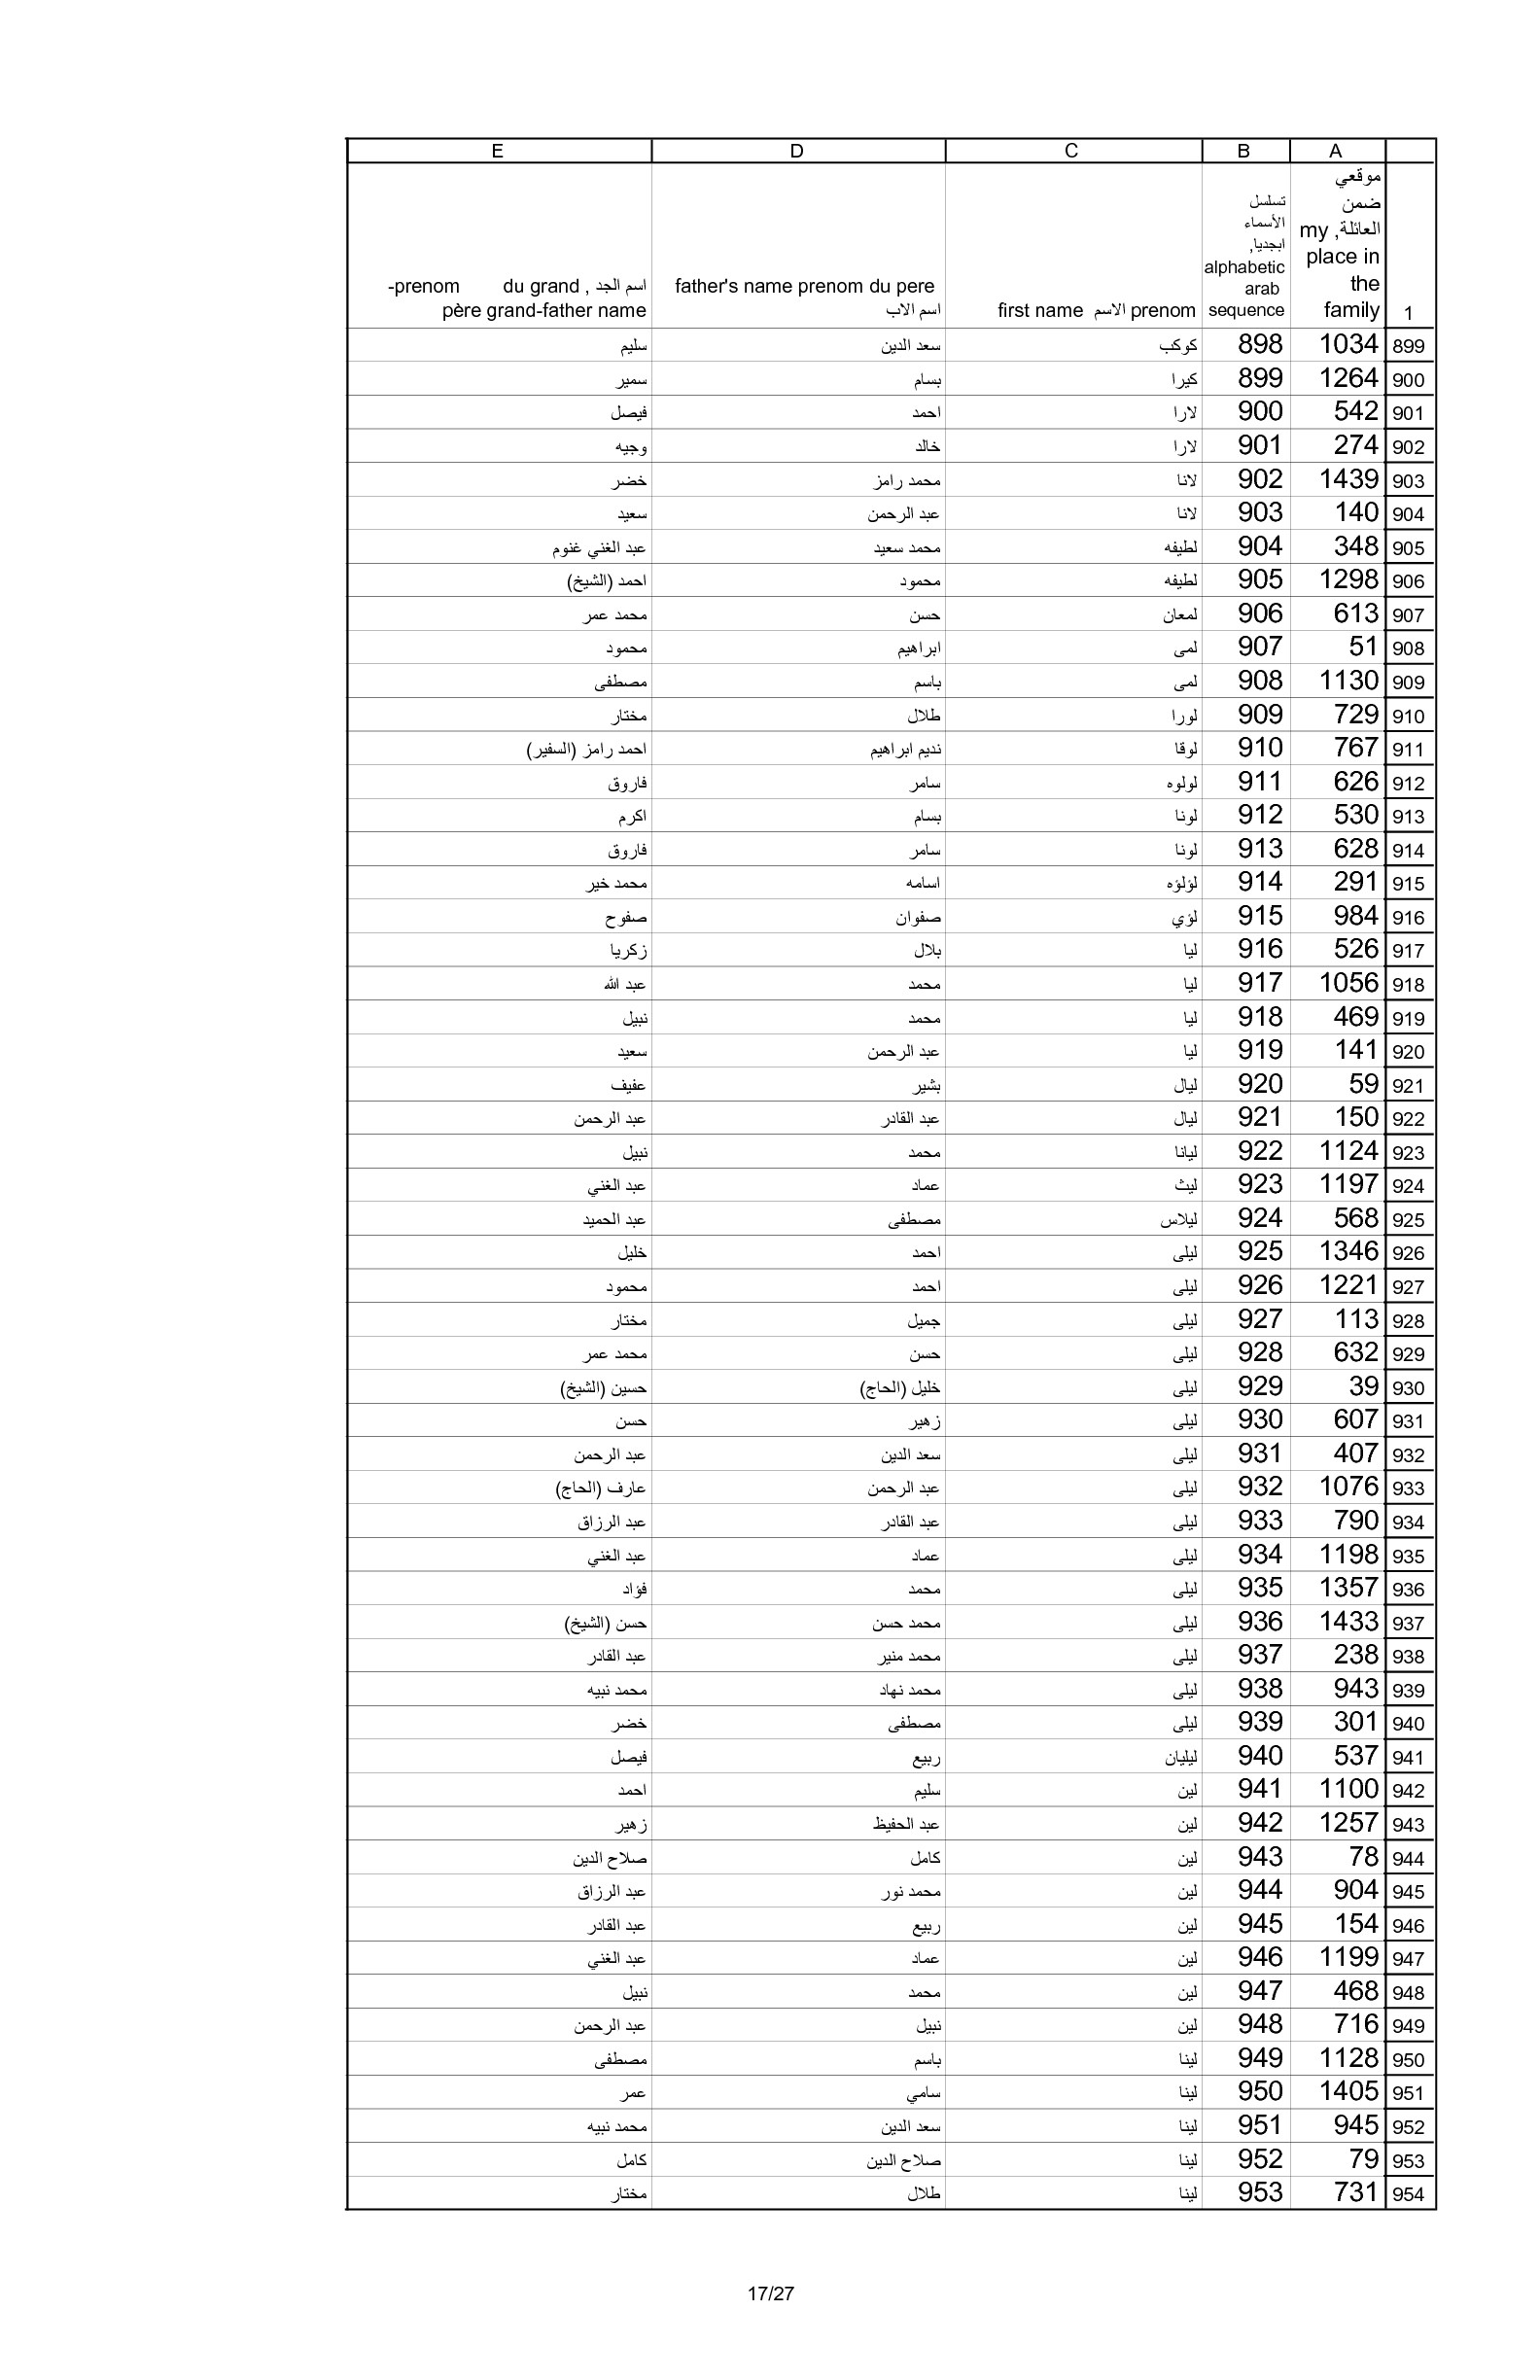 A B C D E
1 موقعي ضمن العائلة, my place in the family تسلسل الأسماء ابجديا, alphabetic arab sequence first name الاسم prenom father's name prenom du pere اسم الاب اسم الجد , prenom- du grand père grand-father name
899 1034 898 كوكب سعد الدين سليم
900 1264 899 كيرا بسام سمير
901 542 900 لارا احمد فيصل
902 274 901 لارا خالد وجيه
903 1439 902 لانا محمد رامز خضر
904 140 903 لانا عبد الرحمن سعيد
905 348 904 لطيفه محمد سعيد عبد الغني غنوم
906 1298 905 لطيفه محمود احمد (الشيخ)
907 613 906 لمعان حسن محمد عمر
908 51 907 لمى ابراهيم محمود
909 1130 908 لمى باسم مصطفى
910 729 909 لورا طلال مختار
911 767 910 لوقا نديم ابراهيم احمد رامز (السفير)
912 626 911 لولوه سامر فاروق
913 530 912 لونا بسام اكرم
914 628 913 لونا سامر فاروق
915 291 914 لؤلؤه اسامه محمد خير
916 984 915 لؤي صفوان صفوح
917 526 916 ليا بلال زكريا
918 1056 917 ليا محمد عبد الله
919 469 918 ليا محمد نبيل
920 141 919 ليا عبد الرحمن سعيد
921 59 920 ليال بشير عفيف
922 150 921 ليال عبد القادر عبد الرحمن
923 1124 922 ليانا محمد نبيل
924 1197 923 ليث عماد عبد الغني
925 568 924 ليلاس مصطفى عبد الحميد
926 1346 925 ليلى احمد خليل
927 1221 926 ليلى احمد محمود
928 113 927 ليلى جميل مختار
929 632 928 ليلى حسن محمد عمر
930 39 929 ليلى خليل (الحاج) حسين (الشيخ)
931 607 930 ليلى زهير حسن
932 407 931 ليلى سعد الدين عبد الرحمن
933 1076 932 ليلى عبد الرحمن عارف (الحاج)
934 790 933 ليلى عبد القادر عبد الرزاق
935 1198 934 ليلى عماد عبد الغني
936 1357 935 ليلى محمد فؤاد
937 1433 936 ليلى محمد حسن حسن (الشيخ)
938 238 937 ليلى محمد منير عبد القادر
939 943 938 ليلى محمد نهاد محمد نبيه
940 301 939 ليلى مصطفى خضر
941 537 940 ليليان ربيع فيصل
942 1100 941 لين سليم احمد
943 1257 942 لين عبد الحفيظ زهير
944 78 943 لين كامل صلاح الدين
945 904 944 لين محمد نور عبد الرزاق
946 154 945 لين ربيع عبد القادر
947 1199 946 لين عماد عبد الغني
948 468 947 لين محمد نبيل
949 716 948 لين نبيل عبد الرحمن
950 1128 949 لينا باسم مصطفى
951 1405 950 لينا سامي عمر
952 945 951 لينا سعد الدين محمد نبيه
953 79 952 لينا صلاح الدين كامل
954 731 953 لينا طلال مختار
17/27